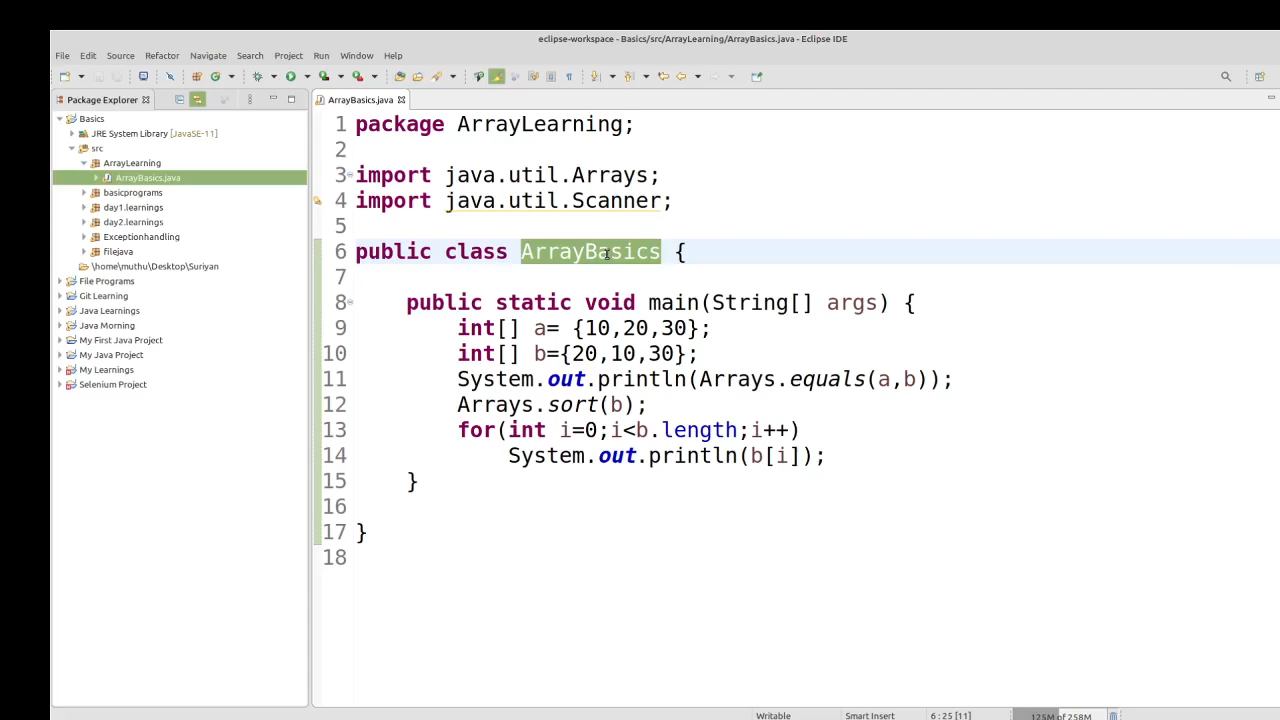 eclipse-workspace - Basics/src/ArrayLearning/ArrayBasics.java - Eclipse IDE
File Edit Source Refactor Navigate Search Project Run Window Help
Package Explorer
ArrayBasics.java
Basics
JRE System Library [JavaSE-11]
src
ArrayLearning
ArrayBasics.java
basicprograms
day1.learnings
day2.learnings
Exceptionhandling
filejava
\home\muthu\Desktop\Suriyan
File Programs
Git Learning
Java Learnings
Java Morning
My First Java Project
My Java Project
My Learnings
Selenium Project
1 package ArrayLearning;
2
3 import java.util.Arrays;
4 import java.util.Scanner;
5
6 public class ArrayBasics {
7
8     public static void main(String[] args) {
9         int[] a= {10,20,30};
10         int[] b={20,10,30};
11         System.out.println(Arrays.equals(a,b));
12         Arrays.sort(b);
13         for(int i=0;i<b.length;i++)
14             System.out.println(b[i]);
15     }
16
17 }
18
Writable Smart Insert 6 : 25 [11] 125M of 258M